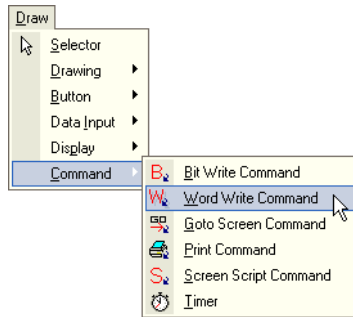 Draw
Selector
Drawing
Button
Data Input
Display
Command
B Bit Write Command
W Word Write Command
GO Goto Screen Command
Print Command
S Screen Script Command
Timer